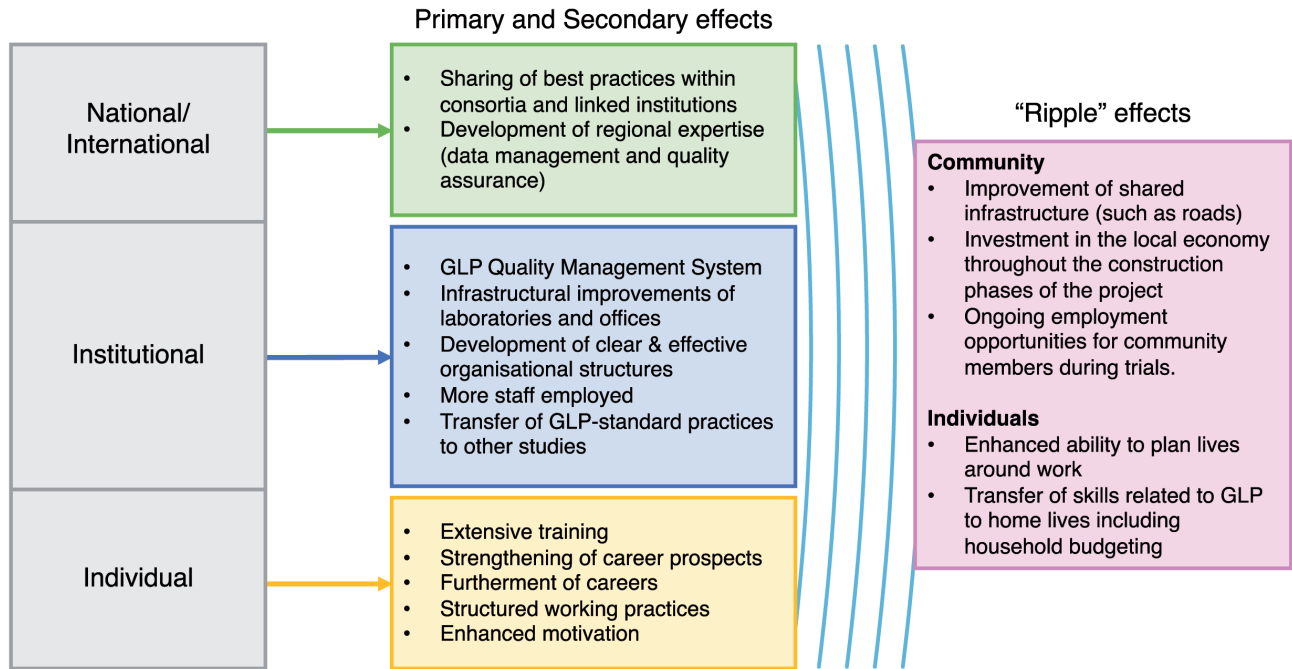 Primary and Secondary effects
National/
International
• Sharing of best practices within
consortia and linked institutions
• Development of regional expertise
(data management and quality
assurance)
Institutional
• GLP Quality Management System
• Infrastructural improvements of
laboratories and offices
• Development of clear & effective
organisational structures
• More staff employed
• Transfer of GLP-standard practices
to other studies
Individual
• Extensive training
• Strengthening of career prospects
• Furtherment of careers
• Structured working practices
• Enhanced motivation
“Ripple” effects
Community
• Improvement of shared
infrastructure (such as roads)
• Investment in the local economy
throughout the construction
phases of the project
• Ongoing employment
opportunities for community
members during trials.
Individuals
• Enhanced ability to plan lives
around work
• Transfer of skills related to GLP
to home lives including
household budgeting